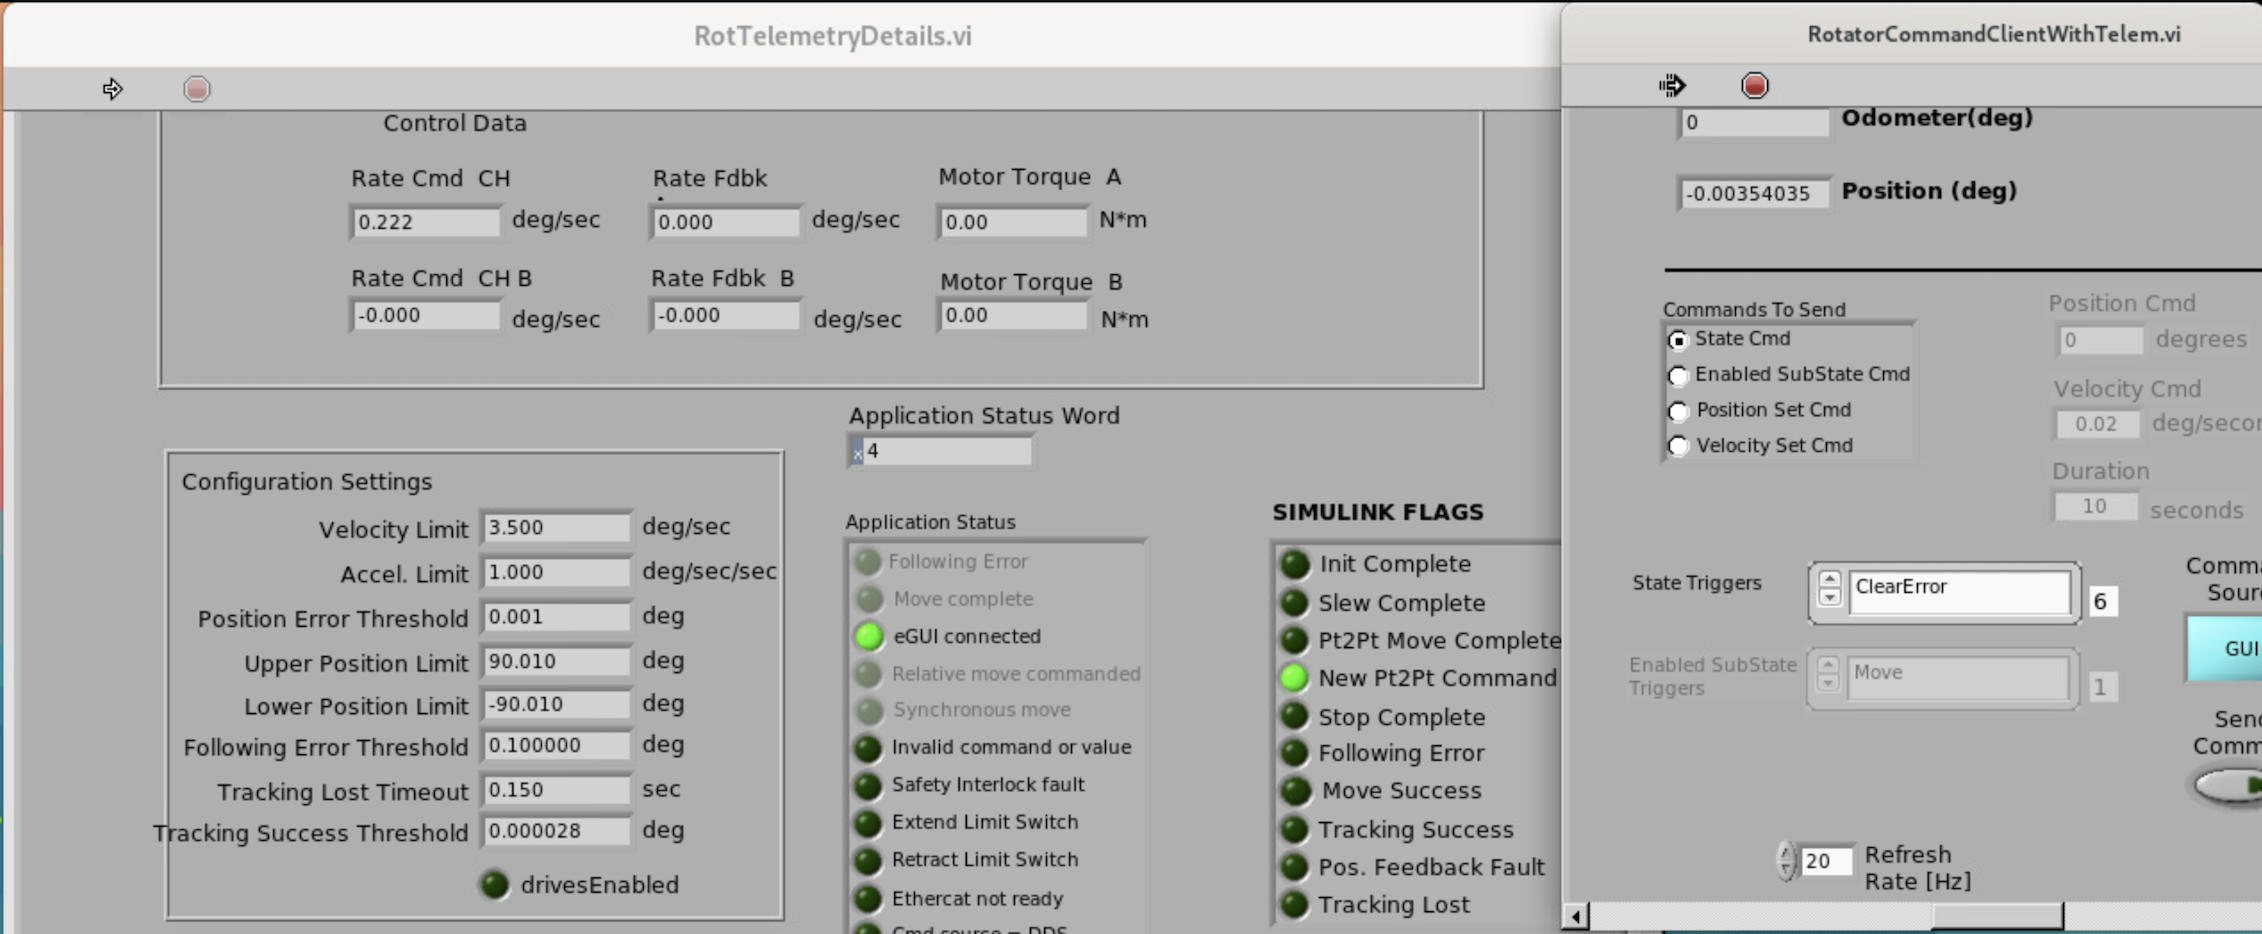 RotTelemetryDetails.vi
Control Data
Rate Cmd CH
0.222 deg/sec
Rate Fdbk
0.000 deg/sec
Motor Torque A
0.00 N*m
Rate Cmd CH B
-0.000 deg/sec
Rate Fdbk B
-0.000 deg/sec
Motor Torque B
0.00 N*m
Application Status Word
x 4
Configuration Settings
Velocity Limit 3.500 deg/sec
Accel. Limit 1.000 deg/sec/sec
Position Error Threshold 0.001 deg
Upper Position Limit 90.010 deg
Lower Position Limit -90.010 deg
Following Error Threshold 0.100000 deg
Tracking Lost Timeout 0.150 sec
Tracking Success Threshold 0.000028 deg
drivesEnabled
Application Status
Following Error
Move complete
eGUI connected
Relative move commanded
Synchronous move
Invalid command or value
Safety Interlock fault
Extend Limit Switch
Retract Limit Switch
Ethercat not ready
Cmd source = DDS
SIMULINK FLAGS
Init Complete
Slew Complete
Pt2Pt Move Complete
New Pt2Pt Command
Stop Complete
Following Error
Move Success
Tracking Success
Pos. Feedback Fault
Tracking Lost
RotatorCommandClientWithTelem.vi
0 Odometer(deg)
-0.00354035 Position (deg)
Commands To Send
State Cmd
Enabled SubState Cmd
Position Set Cmd
Velocity Set Cmd
Position Cmd
0 degrees
Velocity Cmd
0.02 deg/secon
Duration
10 seconds
State Triggers ClearError 6
Enabled SubState
Triggers
Move 1
Comma
Sour
GUI
Send
Comm
20 Refresh
Rate [Hz]